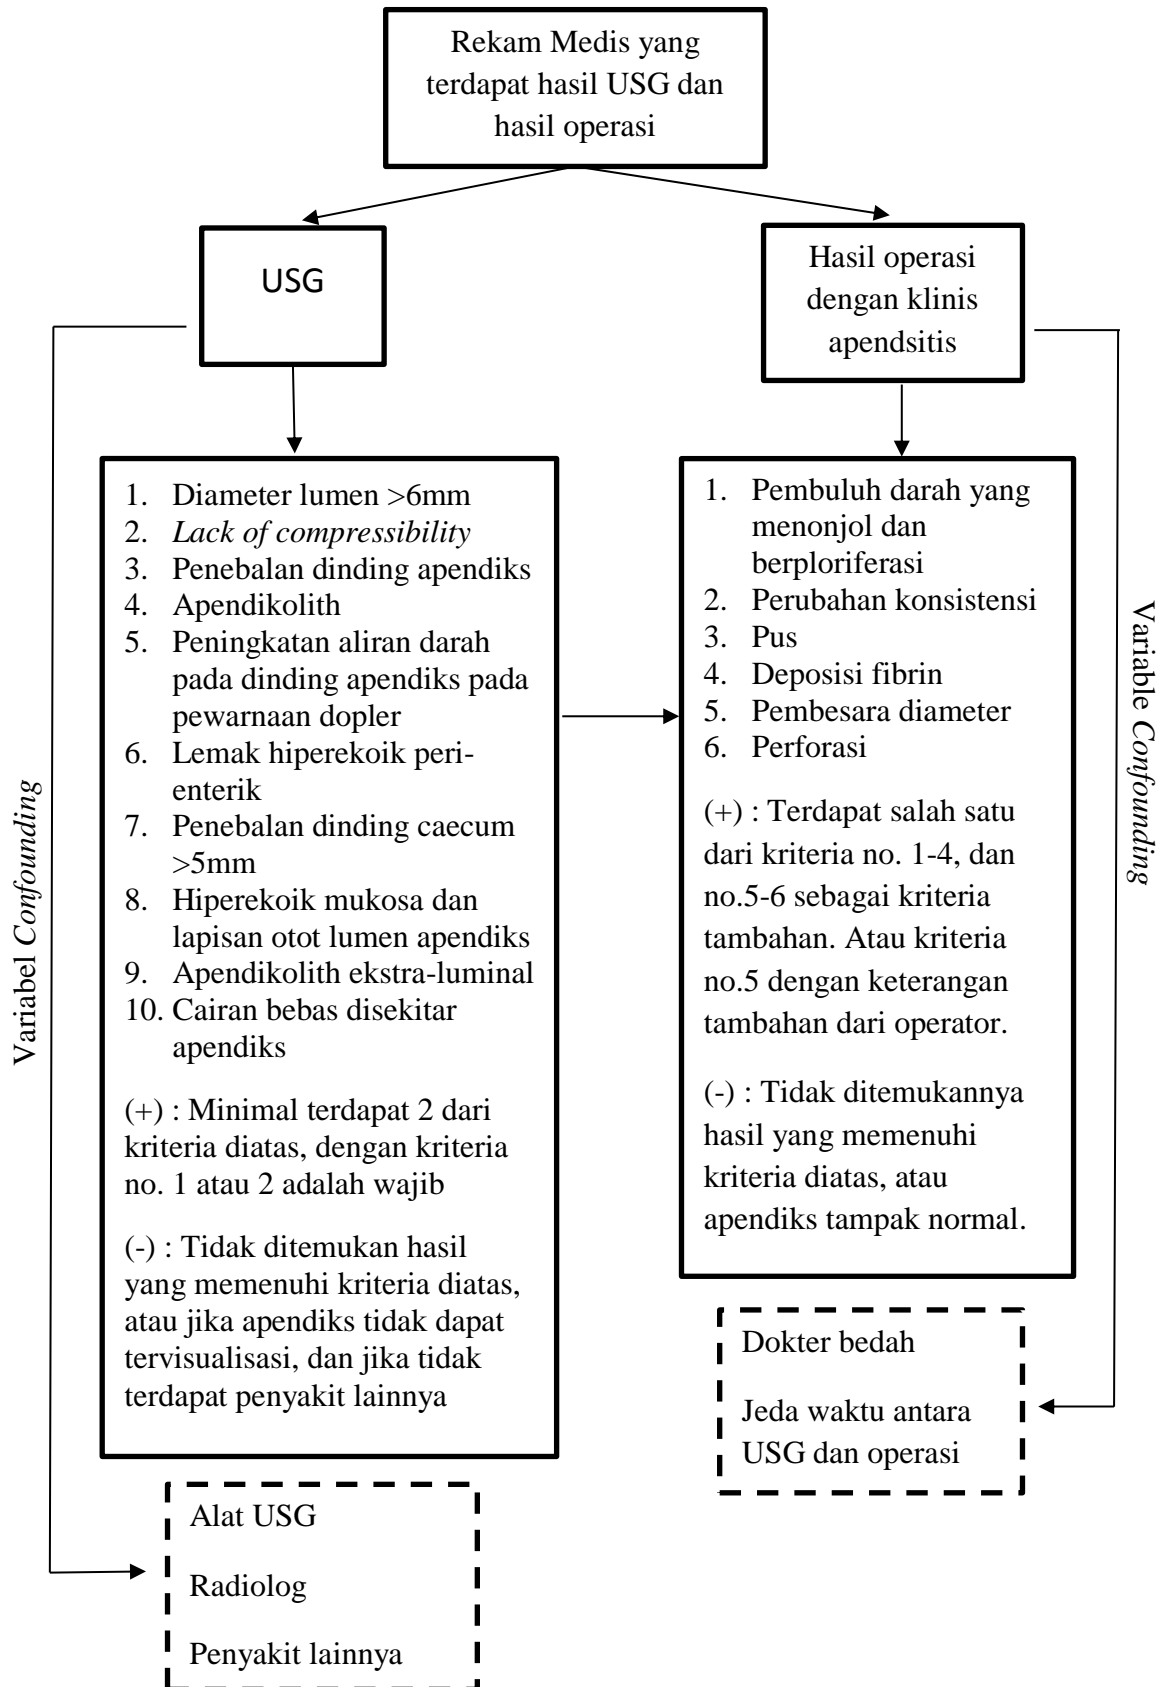 Rekam Medis yang
terdapat hasil USG dan
hasil operasi
USG
Hasil operasi
dengan klinis
apendsitis
Variabel Confounding
1. Diameter lumen >6mm
2. Lack of compressibility
3. Penebalan dinding apendiks
4. Apendikolith
5. Peningkatan aliran darah
pada dinding apendiks pada
pewarnaan dopler
6. Lemak hiperekoik peri-
enterik
7. Penebalan dinding caecum
>5mm
8. Hiperekoik mukosa dan
lapisan otot lumen apendiks
9. Apendikolith ekstra-luminal
10. Cairan bebas disekitar
apendiks
(+) : Minimal terdapat 2 dari
kriteria diatas, dengan kriteria
no. 1 atau 2 adalah wajib
(-) : Tidak ditemukan hasil
yang memenuhi kriteria diatas,
atau jika apendiks tidak dapat
tervisualisasi, dan jika tidak
terdapat penyakit lainnya
1. Pembuluh darah yang
menonjol dan
berploriferasi
2. Perubahan konsistensi
3. Pus
4. Deposisi fibrin
5. Pembesara diameter
6. Perforasi
(+) : Terdapat salah satu
dari kriteria no. 1-4, dan
no.5-6 sebagai kriteria
tambahan. Atau kriteria
no.5 dengan keterangan
tambahan dari operator.
(-) : Tidak ditemukannya
hasil yang memenuhi
kriteria diatas, atau
apendiks tampak normal.
Variable Confounding
Dokter bedah
Jeda waktu antara
USG dan operasi
Alat USG
Radiolog
Penyakit lainnya